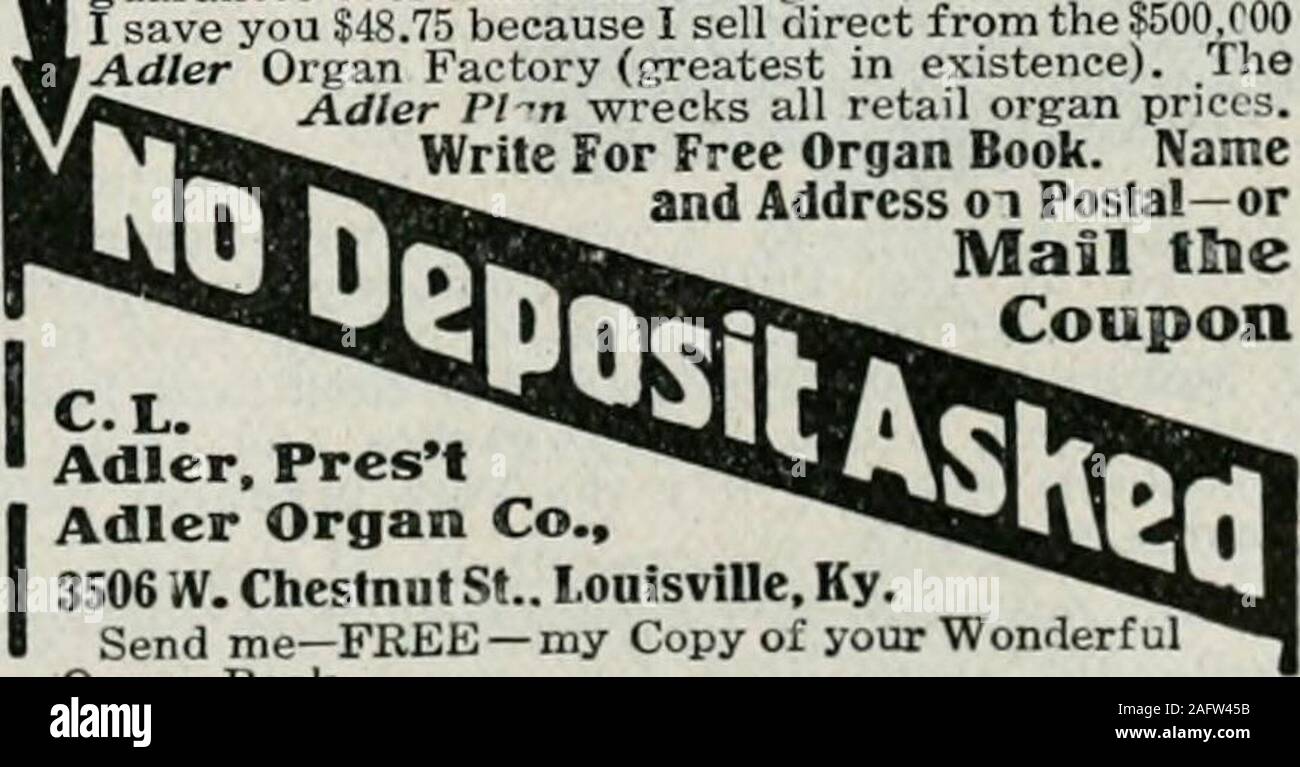 I save you $48.75 because I sell direct from the $500,000
Adler Organ Factory (greatest in existence). The
Adler Plan wrecks all retail organ prices.
Write For Free Organ Book. Name
and Address on Postal—or
Mail the
Coupon
No Deposit Asked
C. L.
Adler, Pres't
Adler Organ Co.,
3506 W. Chestnut St., Louisville, Ky.
Send me—FREE—my Copy of your Wonderful
alamy
Image ID: 2AFW45B
www.alamy.com